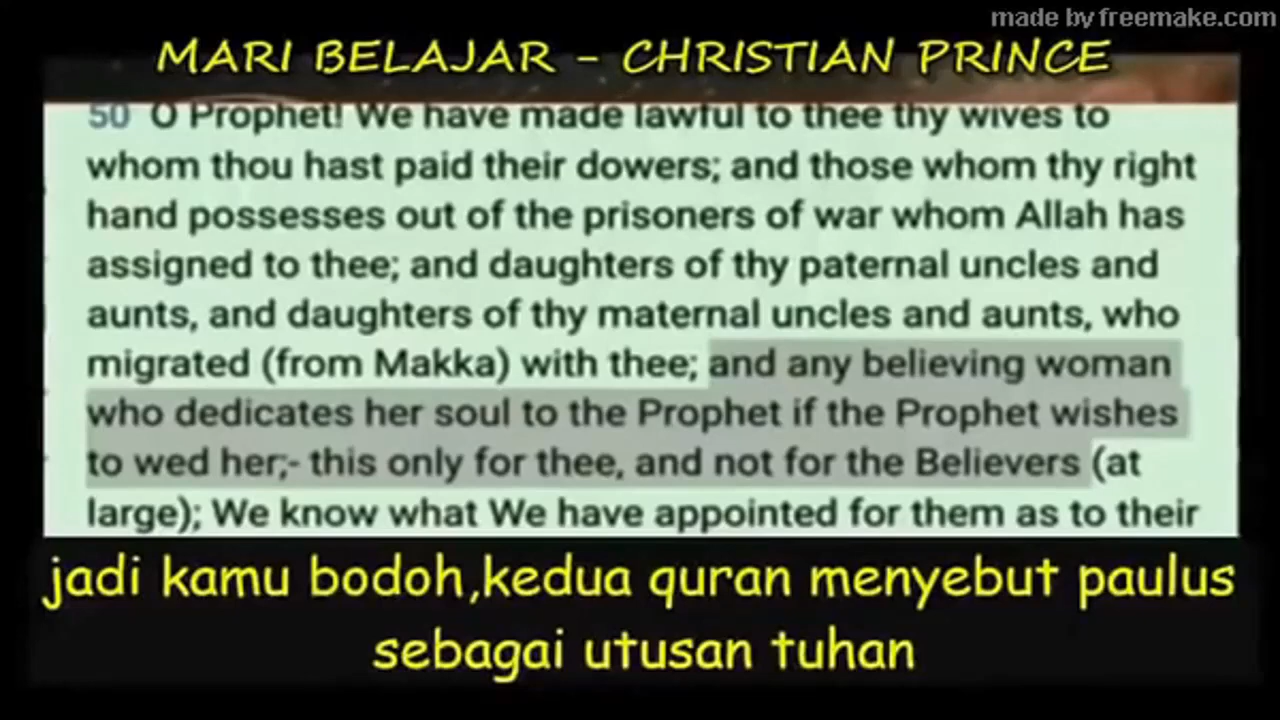 made by freemake.com
MARI BELAJAR - CHRISTIAN PRINCE
50 O Prophet! We have made lawful to thee thy wives to
whom thou hast paid their dowers; and those whom thy right
hand possesses out of the prisoners of war whom Allah has
assigned to thee; and daughters of thy paternal uncles and
aunts, and daughters of thy maternal uncles and aunts, who
migrated (from Makka) with thee; and any believing woman
who dedicates her soul to the Prophet if the Prophet wishes
to wed her;- this only for thee, and not for the Believers (at
large); We know what We have appointed for them as to their
jadi kamu bodoh,kedua quran menyebut paulus
sebagai utusan tuhan